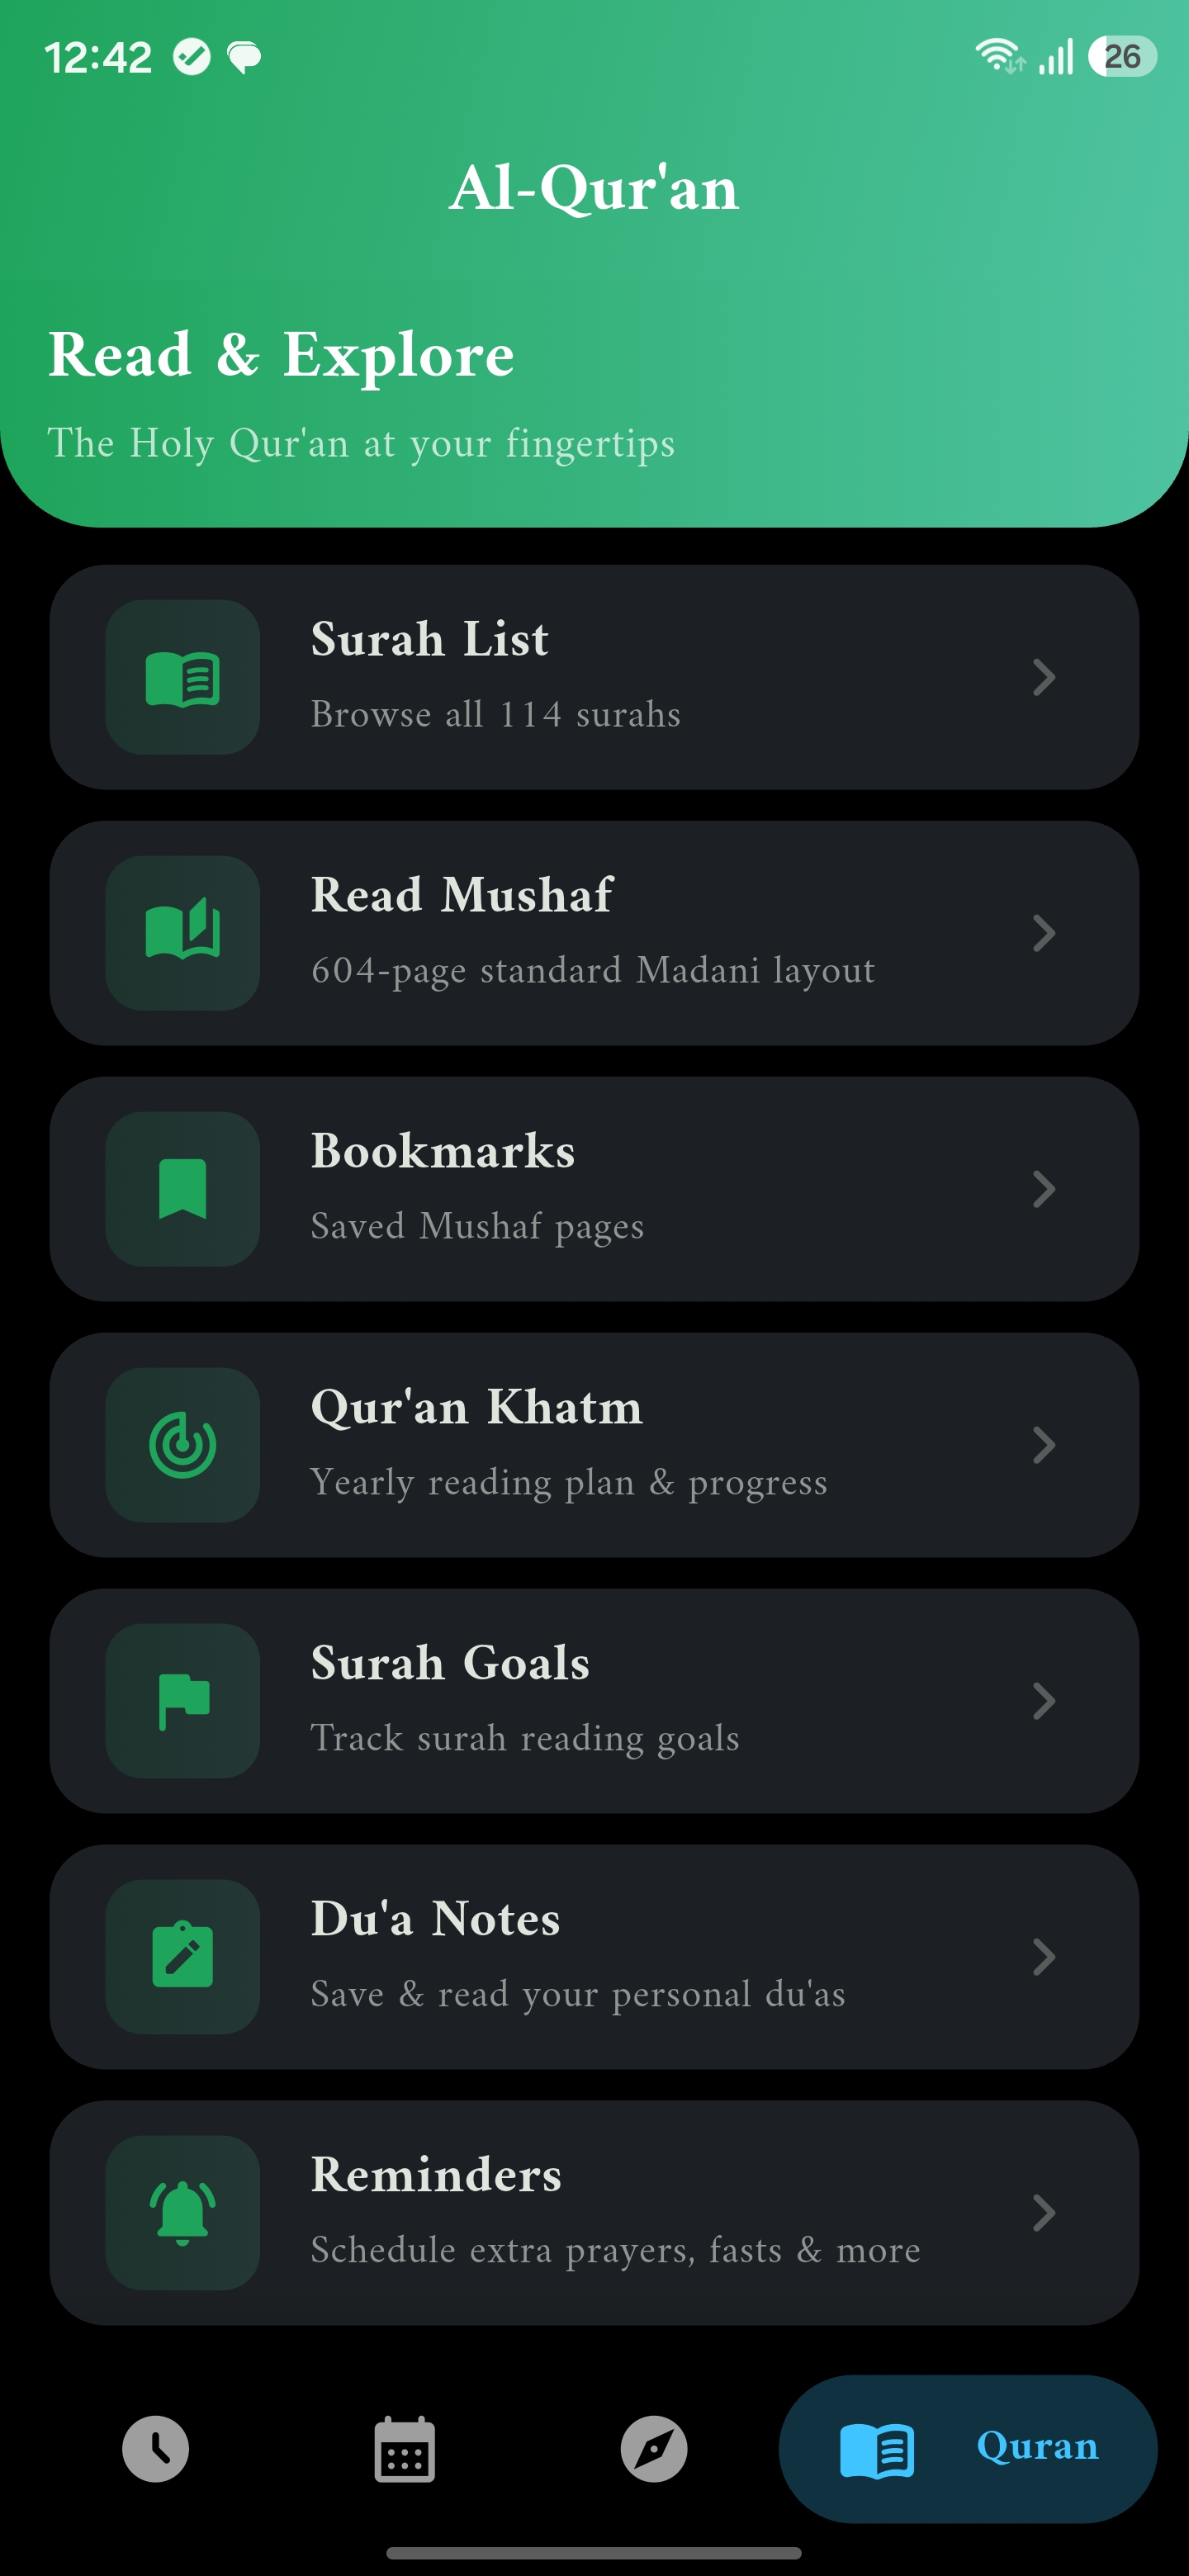 12:42
26
Al-Qur'an
Read & Explore
The Holy Qur'an at your fingertips
Surah List
Browse all 114 surahs
Read Mushaf
604-page standard Madani layout
Bookmarks
Saved Mushaf pages
Qur'an Khatm
Yearly reading plan & progress
Surah Goals
Track surah reading goals
Du'a Notes
Save & read your personal du'as
Reminders
Schedule extra prayers, fasts & more
Quran